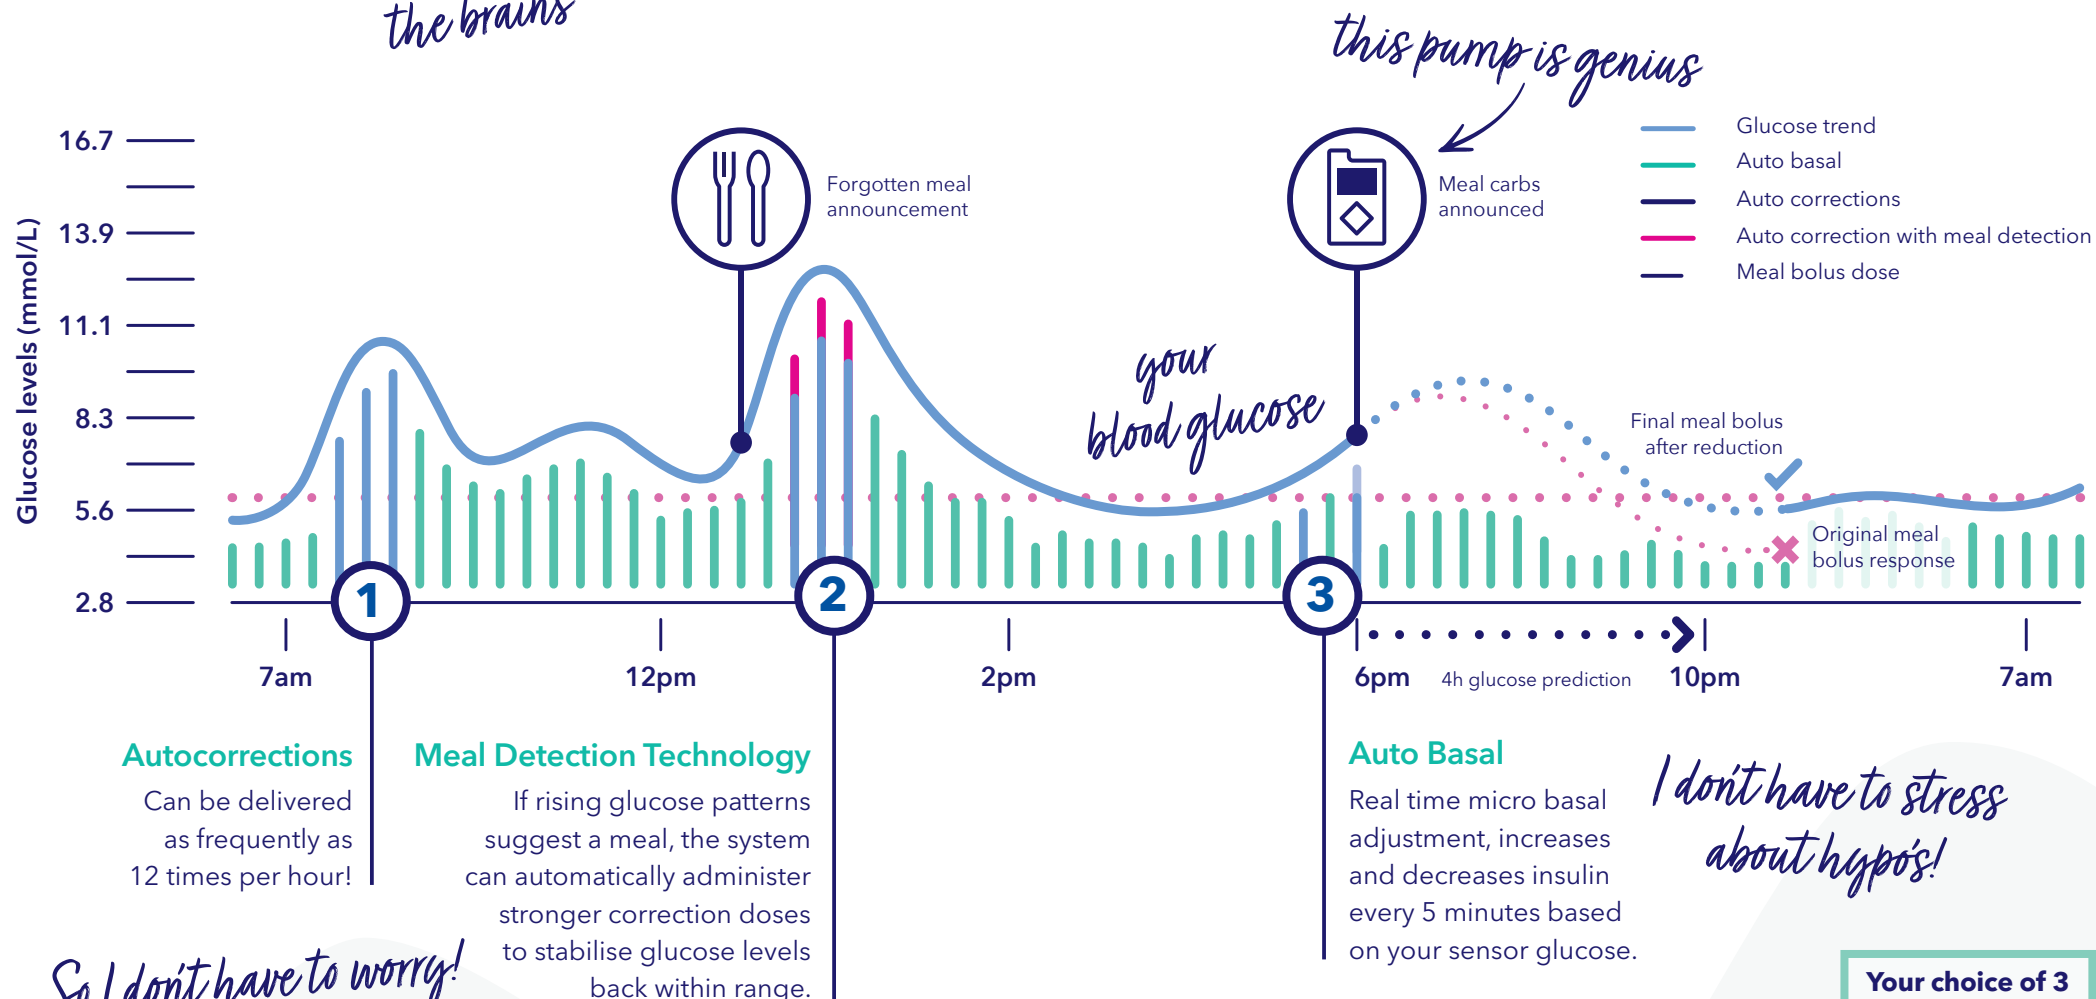 the brains
this pump is genius
16.7
13.9
11.1
8.3
5.6
2.8
Glucose levels (mmol/L)
Forgotten meal
announcement
Meal carbs
announced
Glucose trend
Auto basal
Auto corrections
Auto correction with meal detection
Meal bolus dose
your
blood glucose
Final meal bolus
after reduction
Original meal
bolus response
1
2
3
7am
12pm
2pm
6pm
4h glucose prediction
10pm
7am
Autocorrections
Can be delivered
as frequently as
12 times per hour!
Meal Detection Technology
If rising glucose patterns
suggest a meal, the system
can automatically administer
stronger correction doses
to stabilise glucose levels
back within range.
Auto Basal
Real time micro basal
adjustment, increases
and decreases insulin
every 5 minutes based
on your sensor glucose.
I don't have to stress
about hypo's!
So I don't have to worry!
Your choice of 3